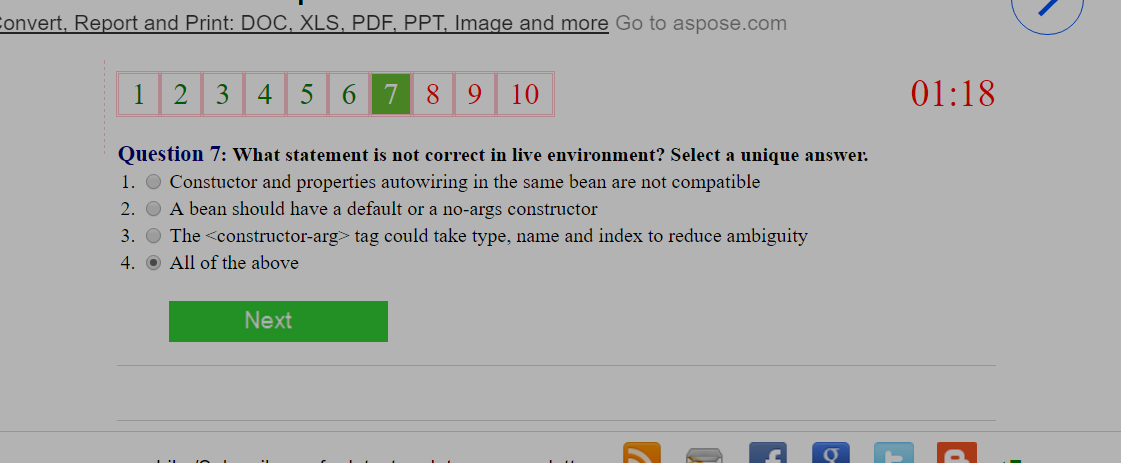 Convert, Report and Print: DOC, XLS, PDF, PPT, Image and more Go to aspose.com
1 2 3 4 5 6 7 8 9 10
01:18
Question 7: What statement is not correct in live environment? Select a unique answer.
1. Constuctor and properties autowiring in the same bean are not compatible
2. A bean should have a default or a no-args constructor
3. The <constructor-arg> tag could take type, name and index to reduce ambiguity
4. All of the above
Next